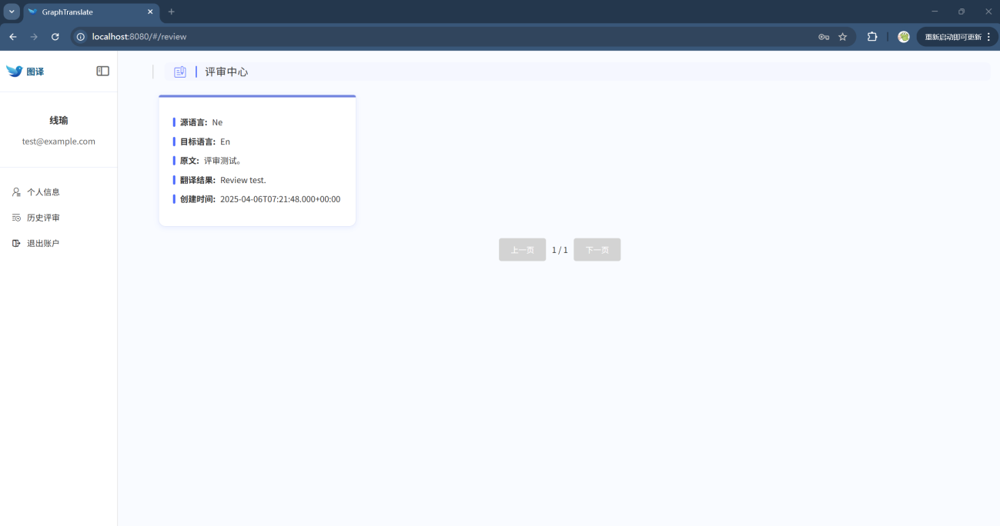 GraphTranslate
localhost:8080/#/review
重新启动即可更新
图译
线瑜
test@example.com
个人信息
历史评审
退出账户
评审中心
源语言: Ne
目标语言: En
原文: 评审测试。
翻译结果: Review test.
创建时间: 2025-04-06T07:21:48.000+00:00
上一页 1 / 1 下一页